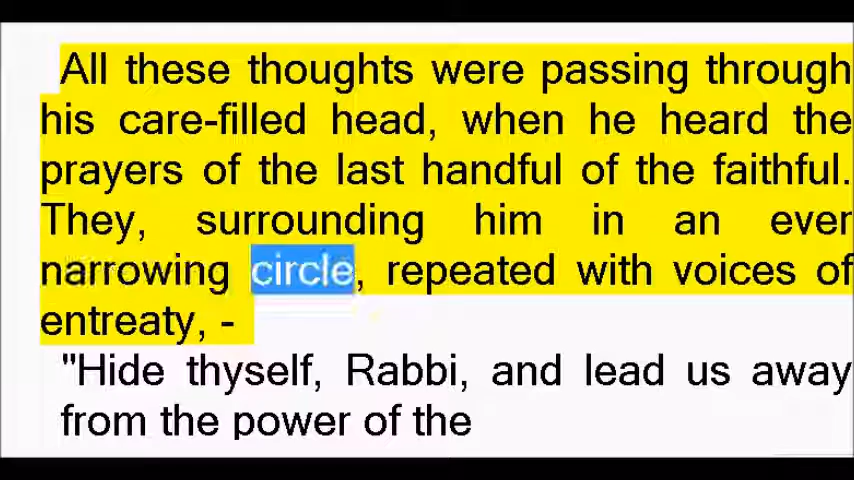 All these thoughts were passing through
his care-filled head, when he heard the
prayers of the last handful of the faithful.
They, surrounding him in an ever
narrowing circle, repeated with voices of
entreaty, -
"Hide thyself, Rabbi, and lead us away
from the power of the